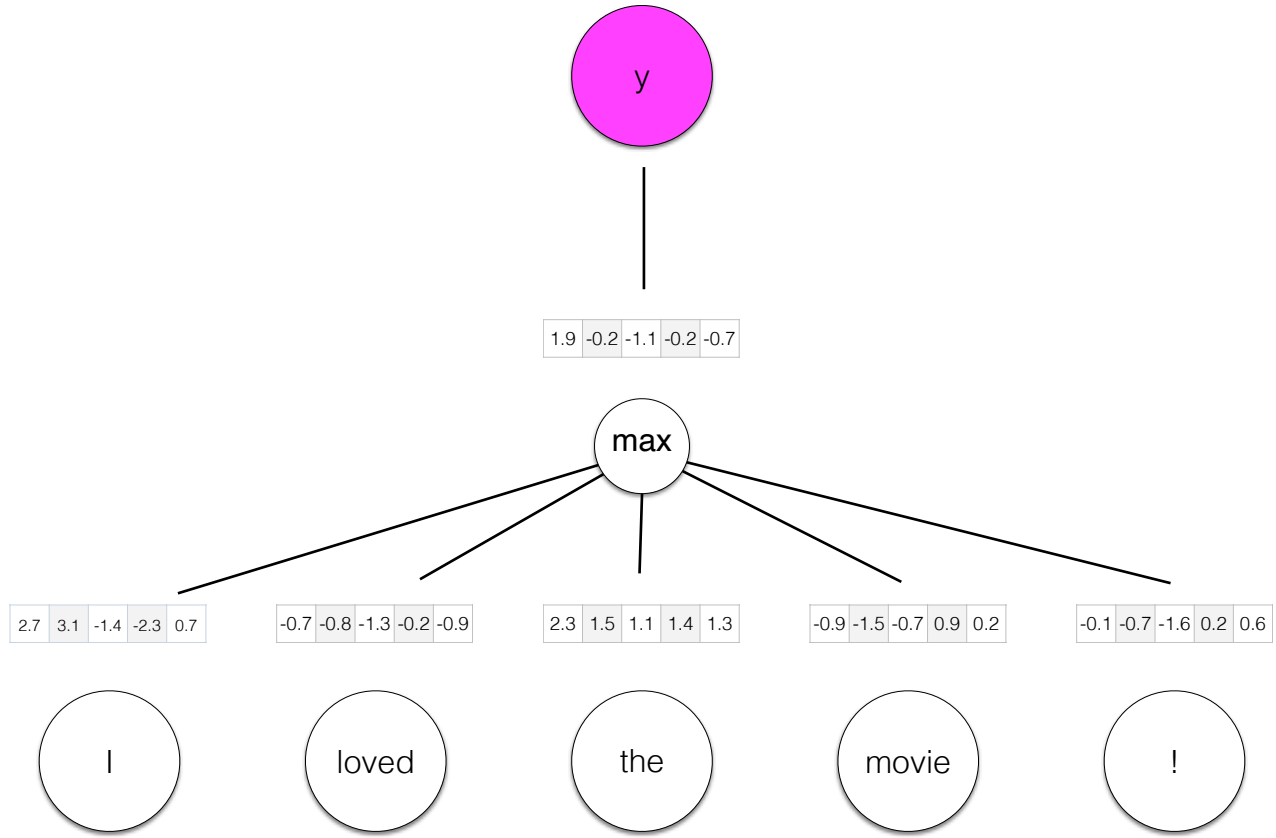 y
1.9 -0.2 -1.1 -0.2 -0.7
max
2.7 3.1 -1.4 -2.3 0.7
-0.7 -0.8 -1.3 -0.2 -0.9
2.3 1.5 1.1 1.4 1.3
-0.9 -1.5 -0.7 0.9 0.2
-0.1 -0.7 -1.6 0.2 0.6
I
loved
the
movie
!